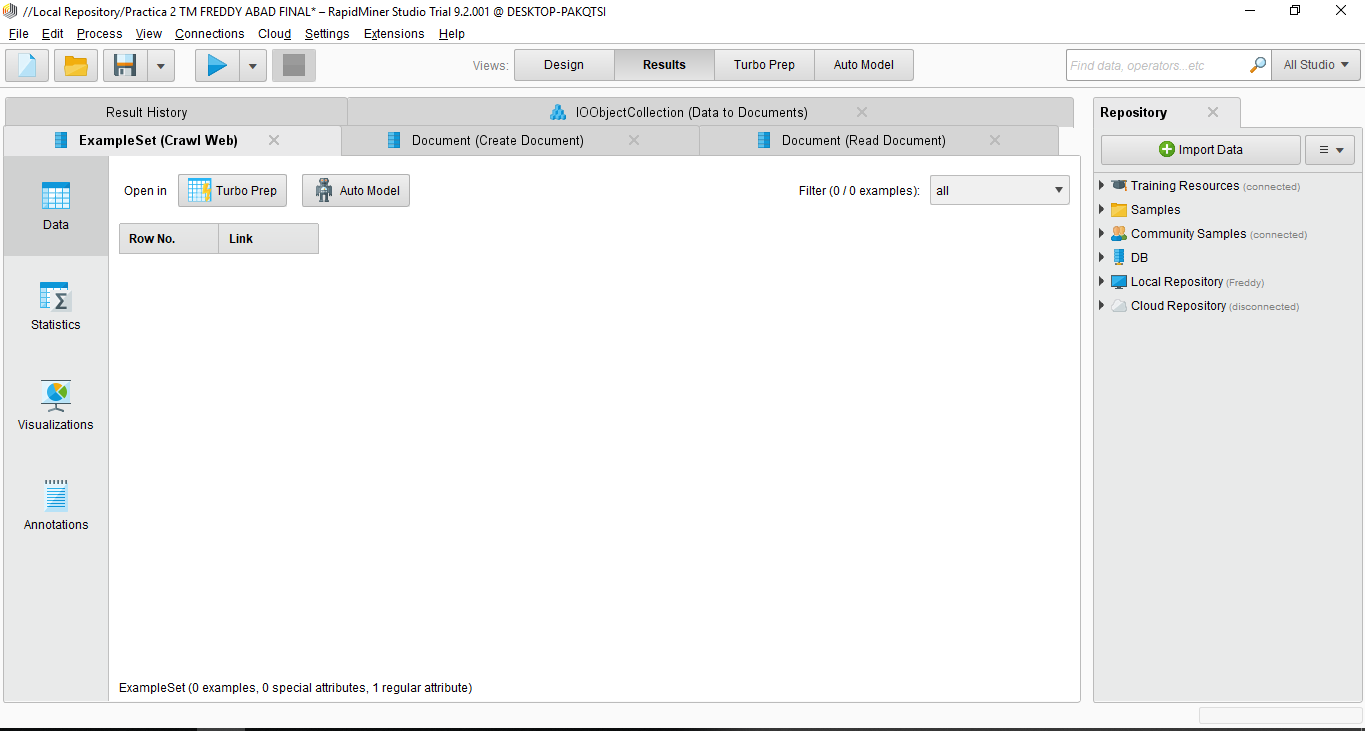 //Local Repository/Practica 2 TM FREDDY ABAD FINAL* – RapidMiner Studio Trial 9.2.001 @ DESKTOP-PAKQTSI
File Edit Process View Connections Cloud Settings Extensions Help
Views: Design Results Turbo Prep Auto Model Find data, operators...etc All Studio
Result History IOObjectCollection (Data to Documents)
ExampleSet (Crawl Web) Document (Create Document) Document (Read Document)
Data
Statistics
Visualizations
Annotations
Open in Turbo Prep Auto Model Filter (0 / 0 examples): all
Row No. Link
ExampleSet (0 examples, 0 special attributes, 1 regular attribute)
Repository
Import Data
Training Resources (connected)
Samples
Community Samples (connected)
DB
Local Repository (Freddy)
Cloud Repository (disconnected)